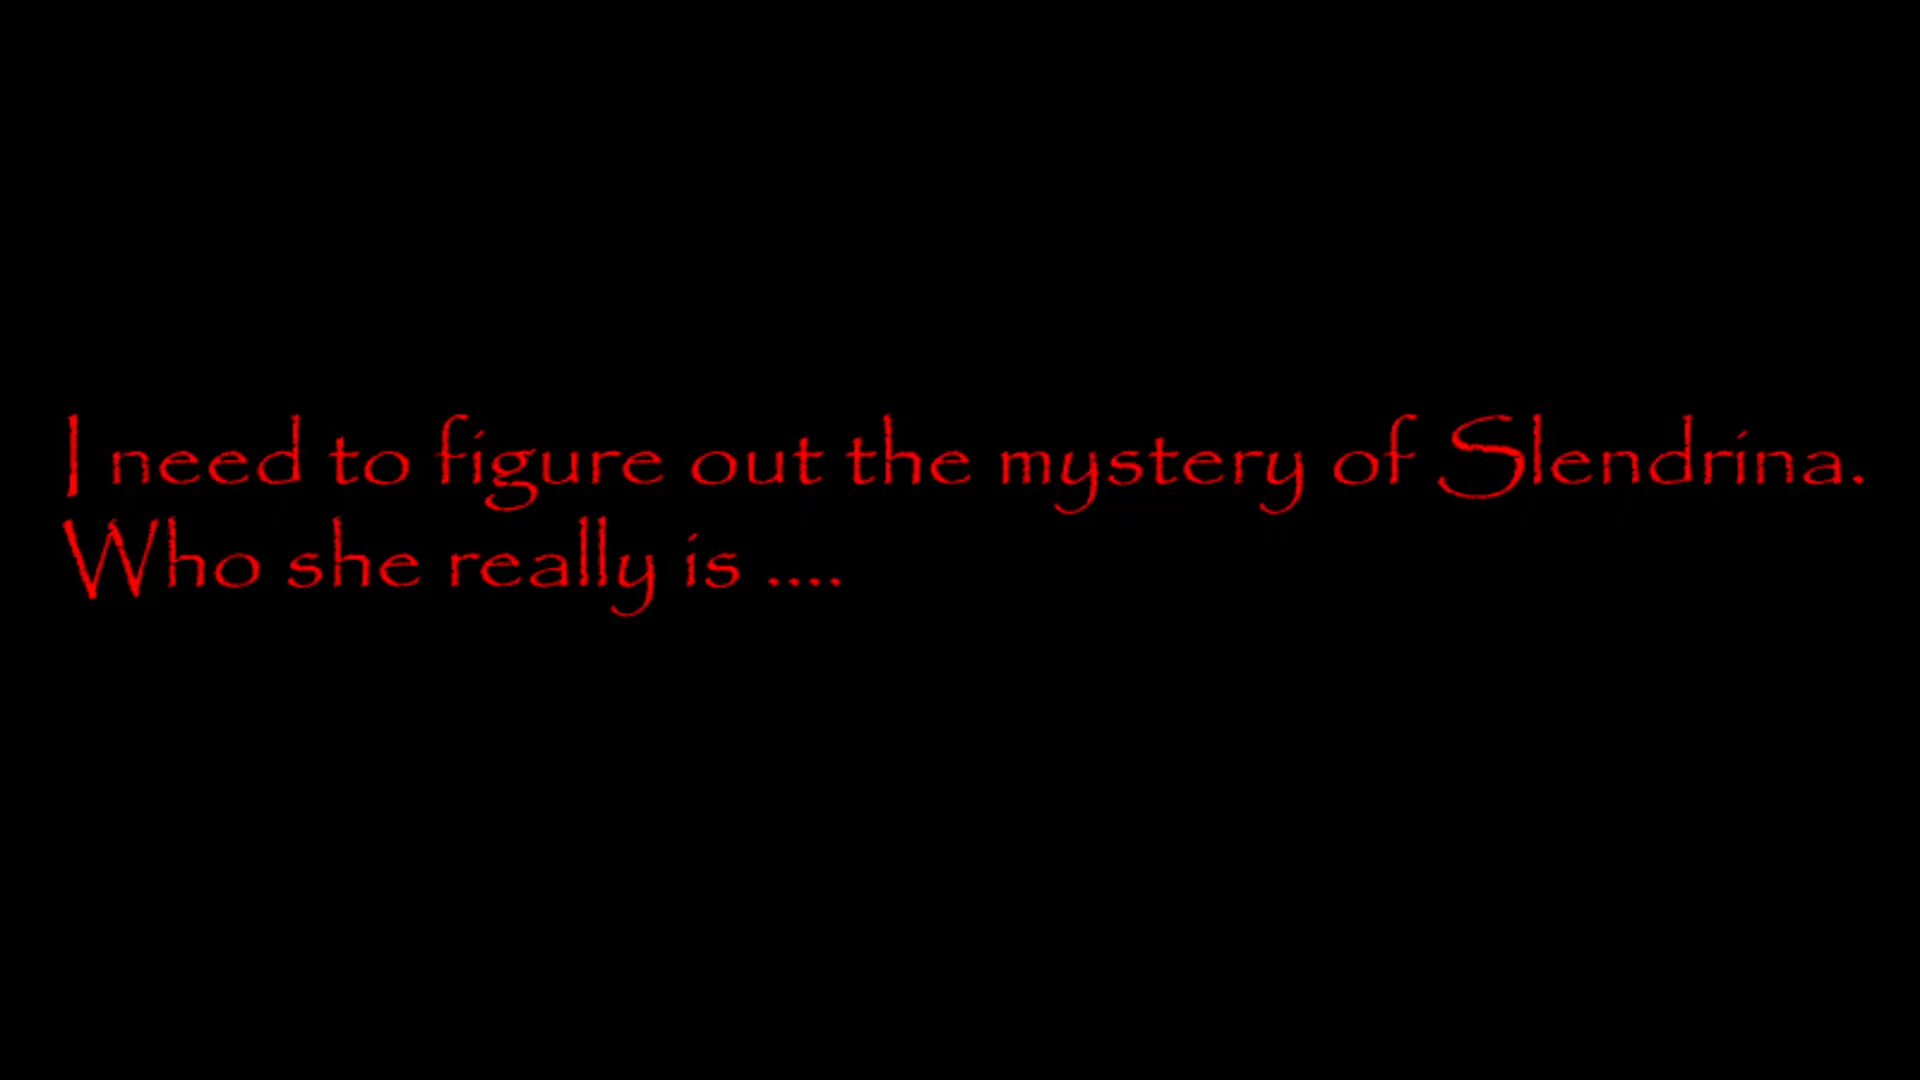 I need to figure out the mystery of Slendrina.
Who she really is ....